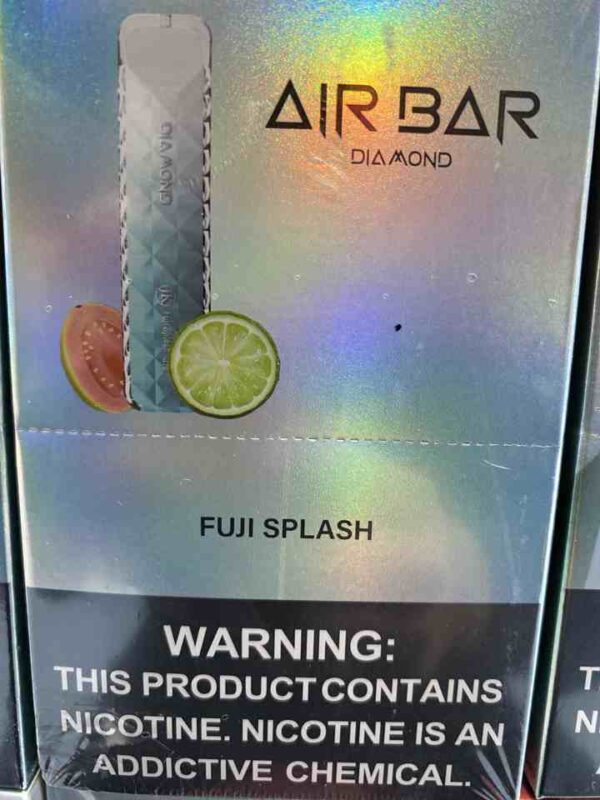 AIR BAR
DIAMOND
DIAMOND
FUJI SPLASH
WARNING:
THIS PRODUCT CONTAINS
NICOTINE. NICOTINE IS AN
ADDICTIVE CHEMICAL.
T
N